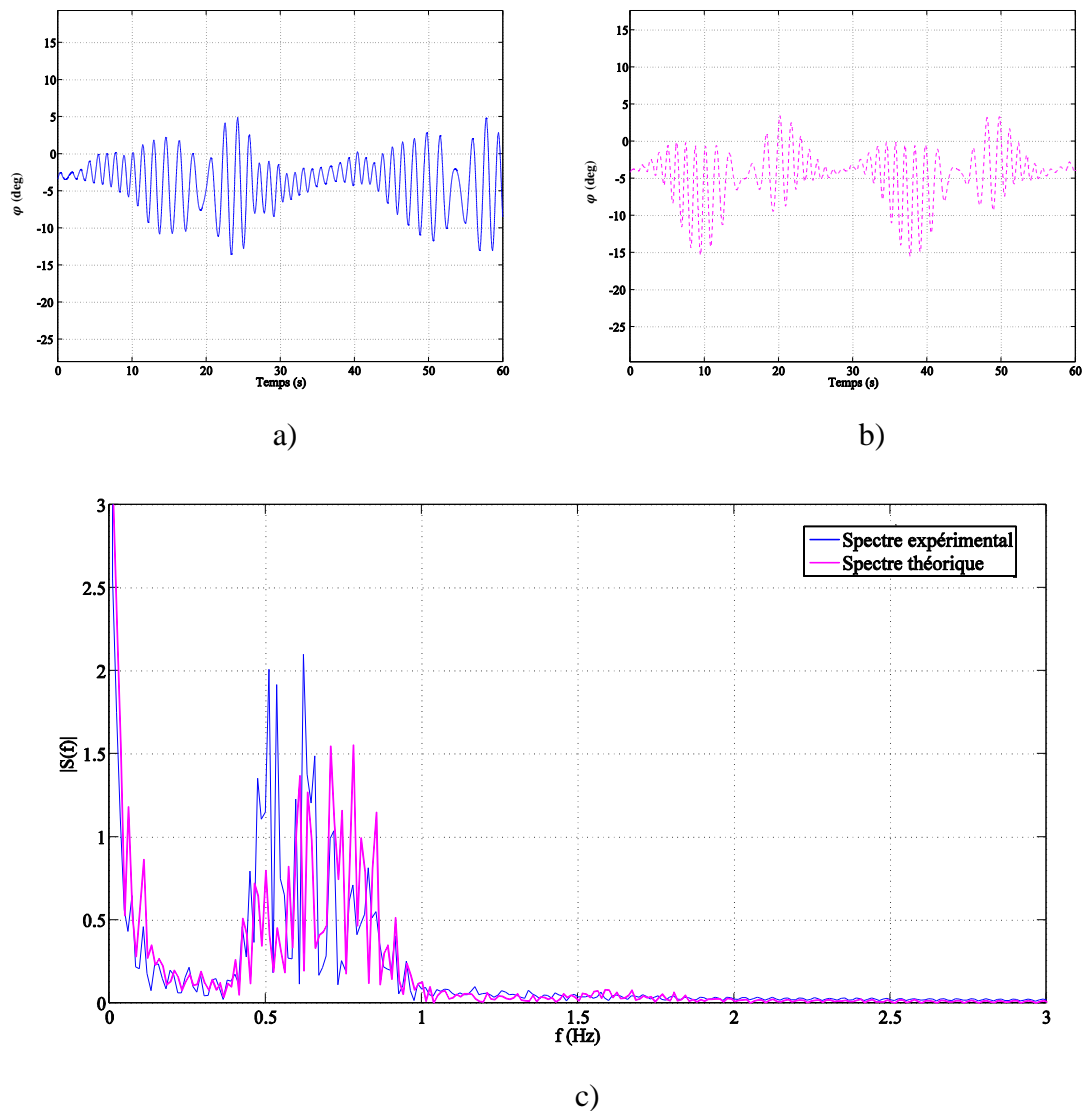 15
10
5
0
-5
-10
-15
-20
-25
φ (deg)
0 10 20 30 40 50 60
Temps (s)
a)
15
10
5
0
-5
-10
-15
-20
-25
φ (deg)
0 10 20 30 40 50 60
Temps (s)
b)
3
2.5
2
1.5
1
0.5
0
|S(f)|
Spectre expérimental
Spectre théorique
0 0.5 1 1.5 2 2.5 3
f (Hz)
c)